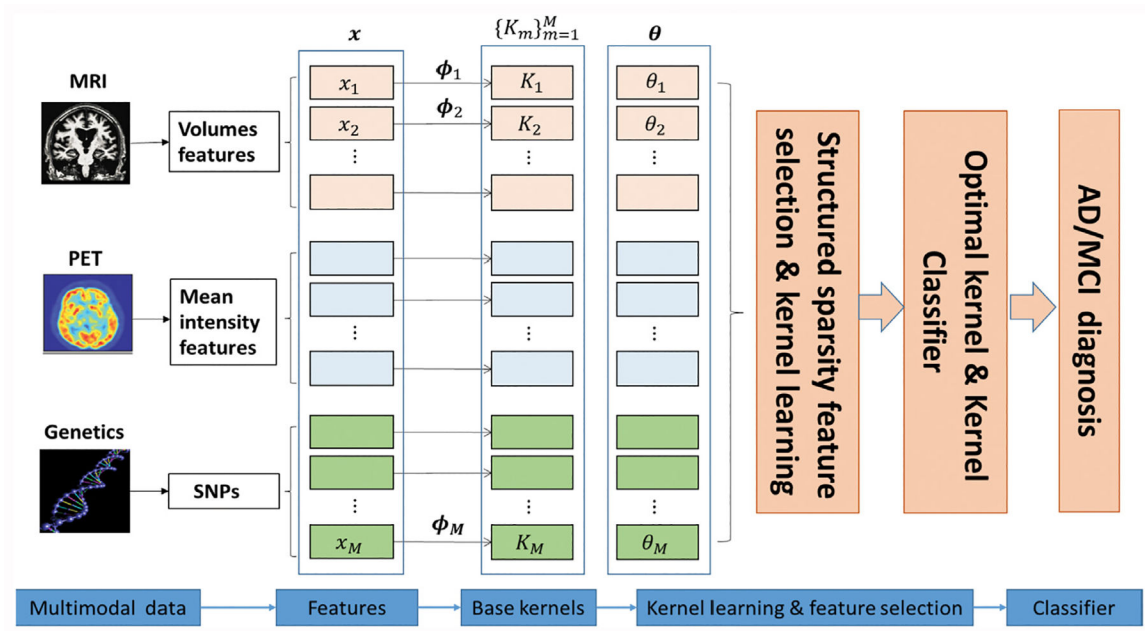 x
{K_m}_{m=1}^M
θ
MRI
Volumes
features
x_1
ϕ_1
K_1
θ_1
x_2
ϕ_2
K_2
θ_2
⋮
⋮
⋮
PET
Mean
intensity
features
⋮
⋮
⋮
Genetics
SNPs
⋮
⋮
⋮
x_M
ϕ_M
K_M
θ_M
Structured sparsity feature
selection & kernel learning
Optimal kernel & Kernel
Classifier
AD/MCI diagnosis
Multimodal data
Features
Base kernels
Kernel learning & feature selection
Classifier